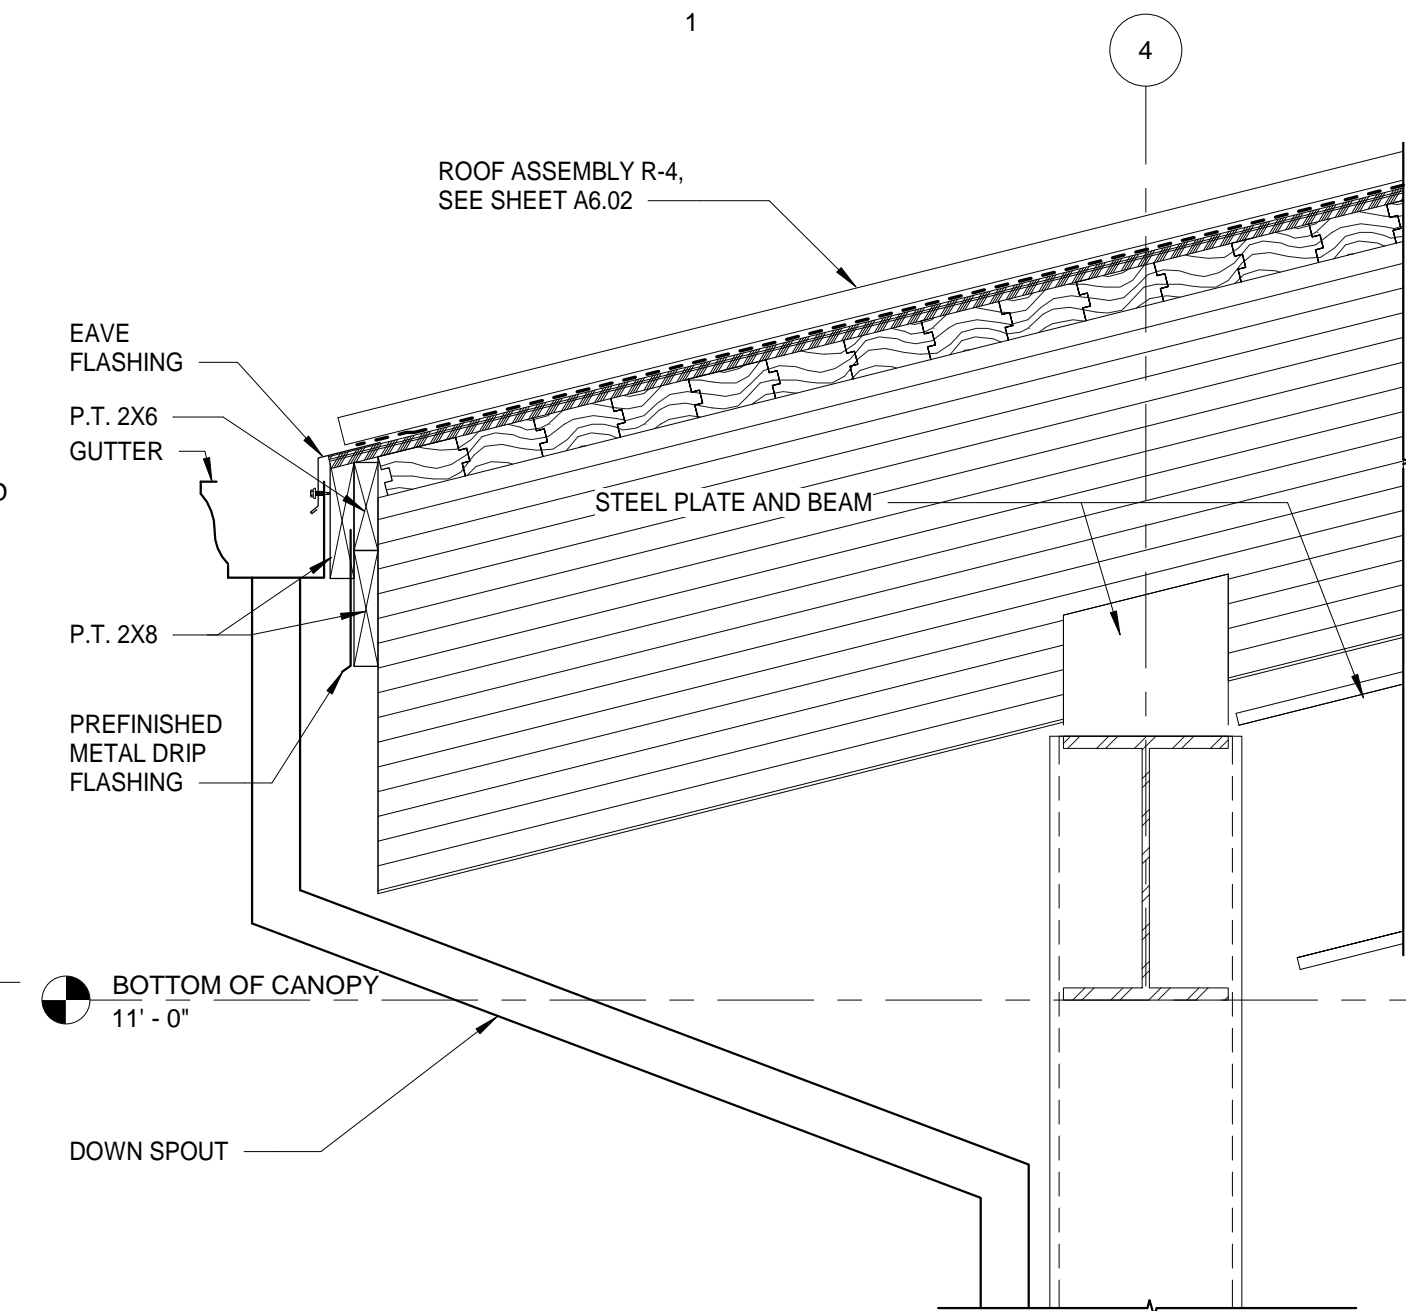 1
4
ROOF ASSEMBLY R-4,
SEE SHEET A6.02
EAVE
FLASHING
P.T. 2X6
GUTTER
STEEL PLATE AND BEAM
P.T. 2X8
PREFINISHED
METAL DRIP
FLASHING
BOTTOM OF CANOPY
11' - 0"
DOWN SPOUT